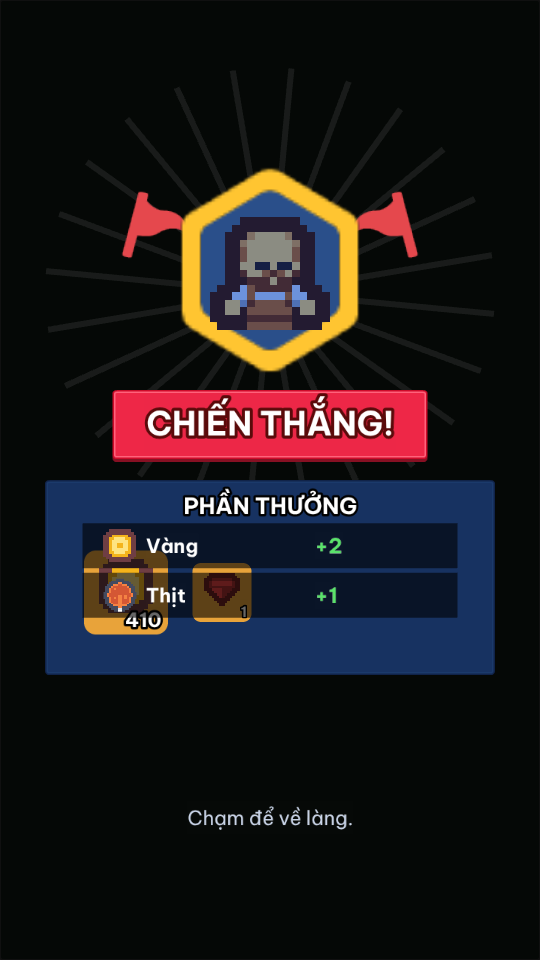 CHIẾN THẮNG!
PHẦN THƯỞNG
Vàng +2
Thịt 1 +1
410
Chạm để về làng.